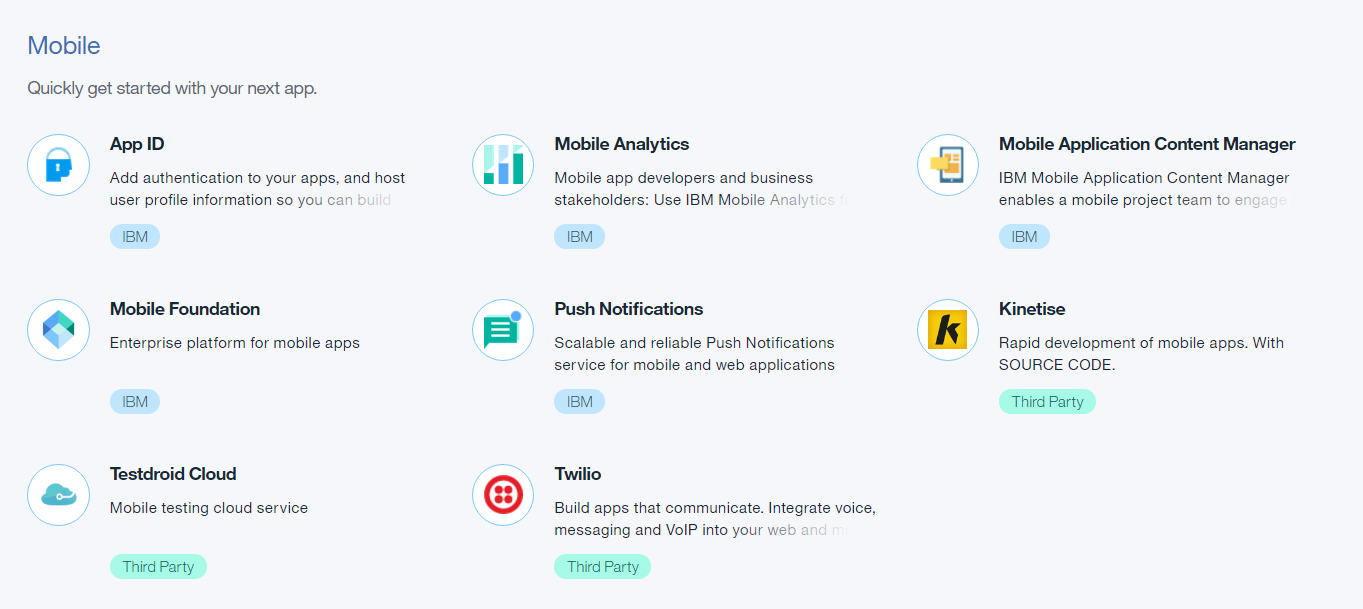 Mobile
Quickly get started with your next app.
App ID
Add authentication to your apps, and host
user profile information so you can build
IBM
Mobile Analytics
Mobile app developers and business
stakeholders: Use IBM Mobile Analytics
IBM
Mobile Application Content Manager
IBM Mobile Application Content Manager
enables a mobile project team to engage
IBM
Mobile Foundation
Enterprise platform for mobile apps
IBM
Push Notifications
Scalable and reliable Push Notifications
service for mobile and web applications
IBM
Kinetise
Rapid development of mobile apps. With
SOURCE CODE.
Third Party
Testdroid Cloud
Mobile testing cloud service
Third Party
Twilio
Build apps that communicate. Integrate voice,
messaging and VoIP into your web and
Third Party